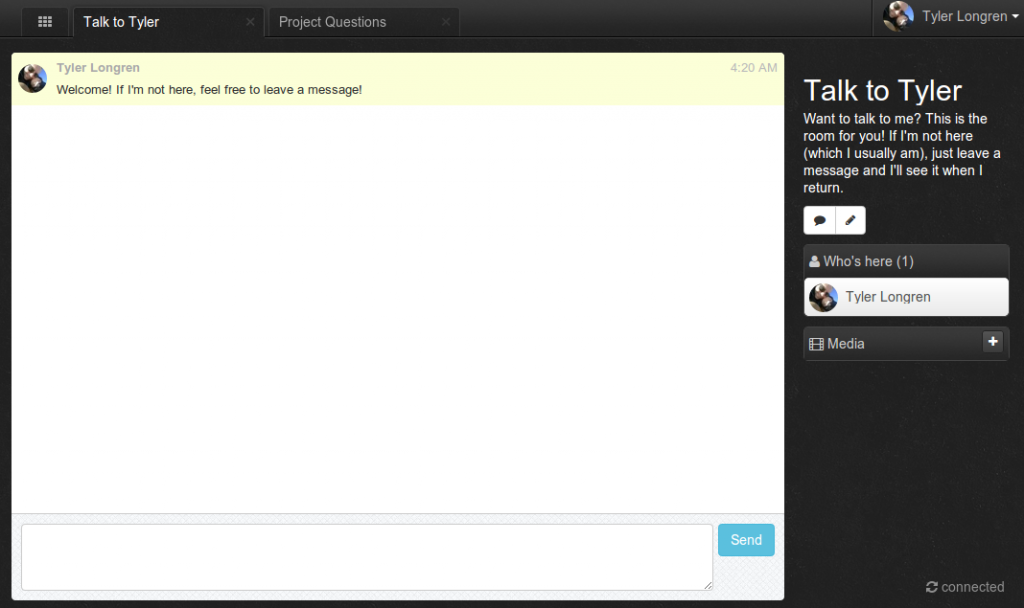 Talk to Tyler
Project Questions
Tyler Longren
Tyler Longren
4:20 AM
Welcome! If I'm not here, feel free to leave a message!
Send
Talk to Tyler
Want to talk to me? This is the
room for you! If I'm not here
(which I usually am), just leave a
message and I'll see it when I
return.
Who's here (1)
Tyler Longren
Media
connected